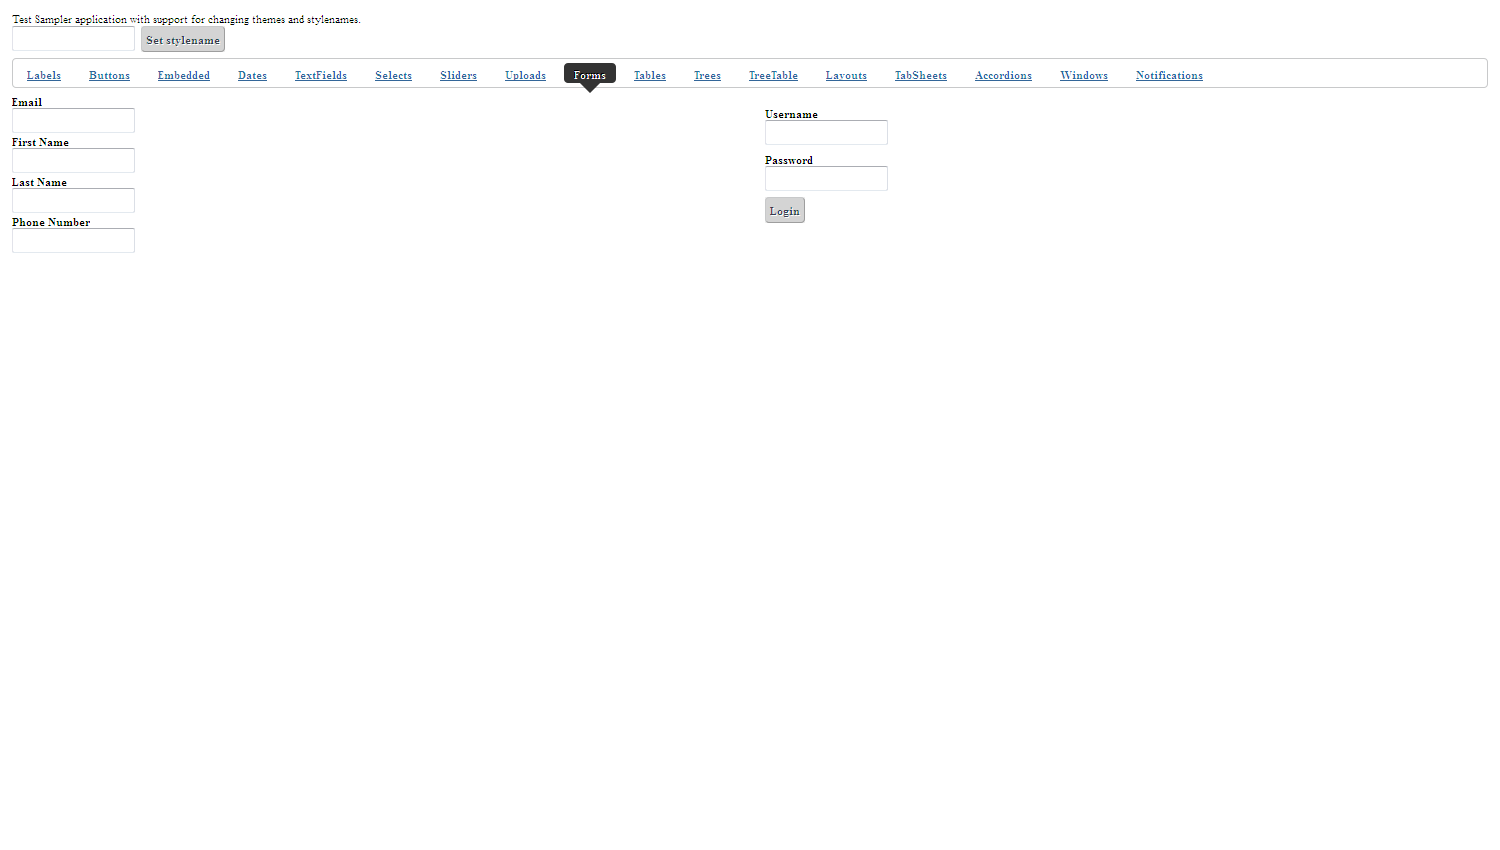 Test Sampler application with support for changing themes and stylenames.
Set stylename
Labels Buttons Embedded Dates TextFields Selects Sliders Uploads Forms Tables Trees TreeTable Layouts TabSheets Accordions Windows Notifications
Email
First Name
Last Name
Phone Number
Username
Password
Login